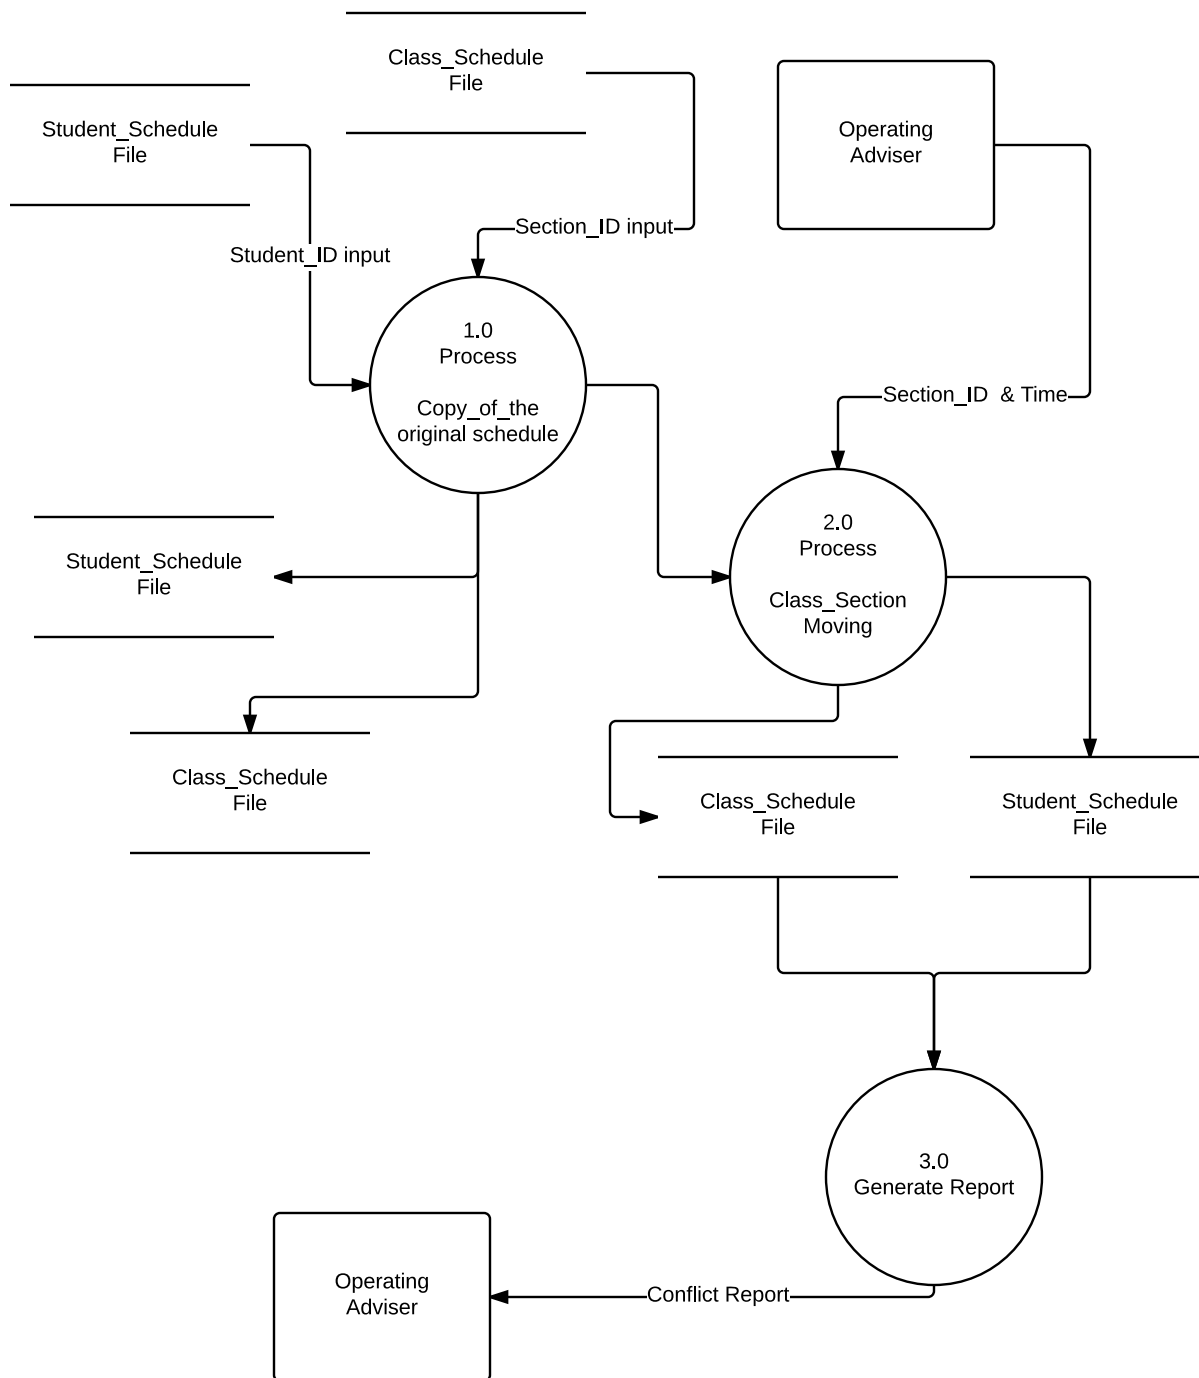 Class_Schedule
File
Student_Schedule
File
Operating
Adviser
Section_ID input
Student_ID input
1.0
Process
Copy_of_the
original schedule
Section_ID & Time
2.0
Process
Class_Section
Moving
Student_Schedule
File
Class_Schedule
File
Class_Schedule
File
Student_Schedule
File
3.0
Generate Report
Operating
Adviser
Conflict Report